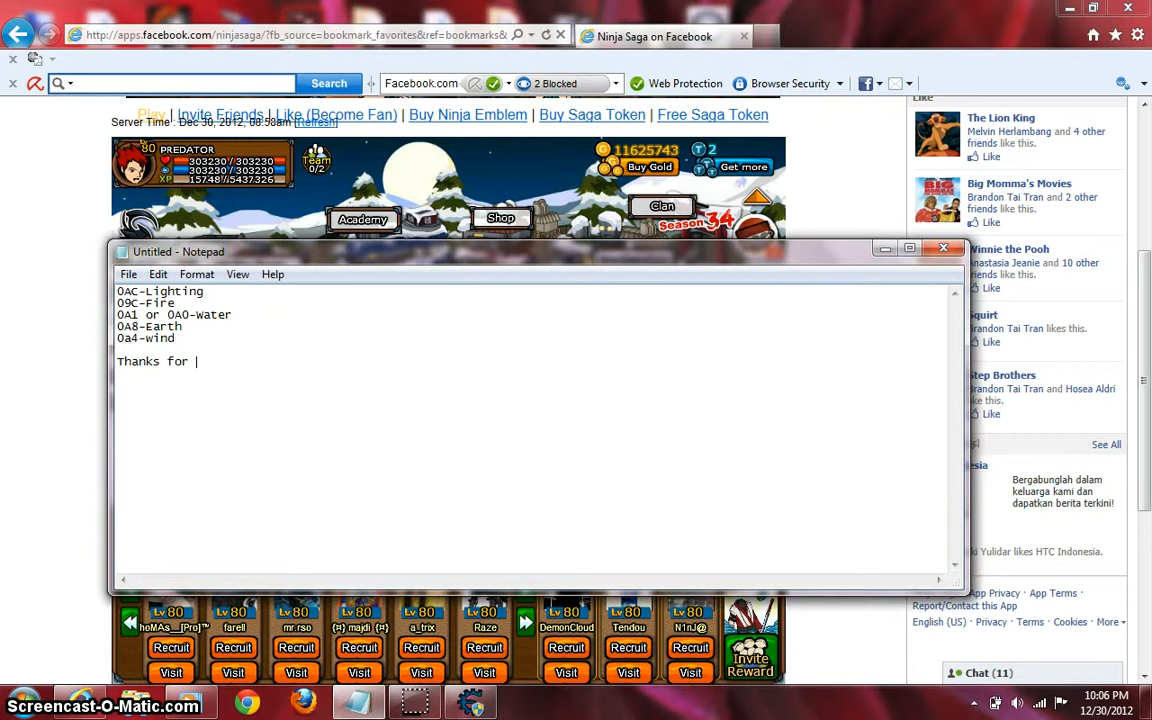 http://apps.facebook.com/ninjasaga/?fb_source=bookmark_favorites&ref=bookmarks&
Ninja Saga on Facebook
Search
Facebook.com
2 Blocked
Web Protection
Browser Security
Play | Invite Friends | Like (Become Fan) | Buy Ninja Emblem | Buy Saga Token | Free Saga Token
Server Time : Dec 30, 2012, 08:58am [Refresh]
80 PREDATOR
303230 / 303230
303230 / 303230
XP 15748 / 5437326
Team
0/2
G 11625743
Buy Gold
T 2
Get more
Academy
Shop
Clan
Season 34
Untitled - Notepad
File Edit Format View Help
0AC-Lighting
09C-Fire
0A1 or 0A0-Water
0A8-Earth
0a4-wind
Thanks for
Lv 80 Lv 80 Lv 80 Lv 80 Lv 80 Lv 80 Lv 80 Lv 80 Lv 80
hoMAs__[Pro]™ farell mr.rso {¤} majdi {¤} a_trix Raze DemonCloud Tendou N1nJ@
Recruit Recruit Recruit Recruit Recruit Recruit Recruit Recruit Recruit
Visit Visit Visit Visit Visit Visit Visit Visit Visit
Invite
Reward
Like
The Lion King
Melvin Herlambang and 4 other
friends like this.
Like
Big Momma's Movies
Brandon Tai Tran and 2 other
friends like this.
Like
Winnie the Pooh
Anastasia Jeanie and 10 other
friends like this.
Like
Squirt
Brandon Tai Tran likes this.
Like
Step Brothers
Brandon Tai Tran and Hosea Aldri
like this.
Like
See All
esia
Bergabunglah dalam
keluarga kami dan
dapatkan berita terkini!
ki Yulidar likes HTC Indonesia.
App Privacy · App Terms ·
Report/Contact this App
English (US) · Privacy · Terms · Cookies · More
Chat (11)
10:06 PM
12/30/2012
Screencast-O-Matic.com